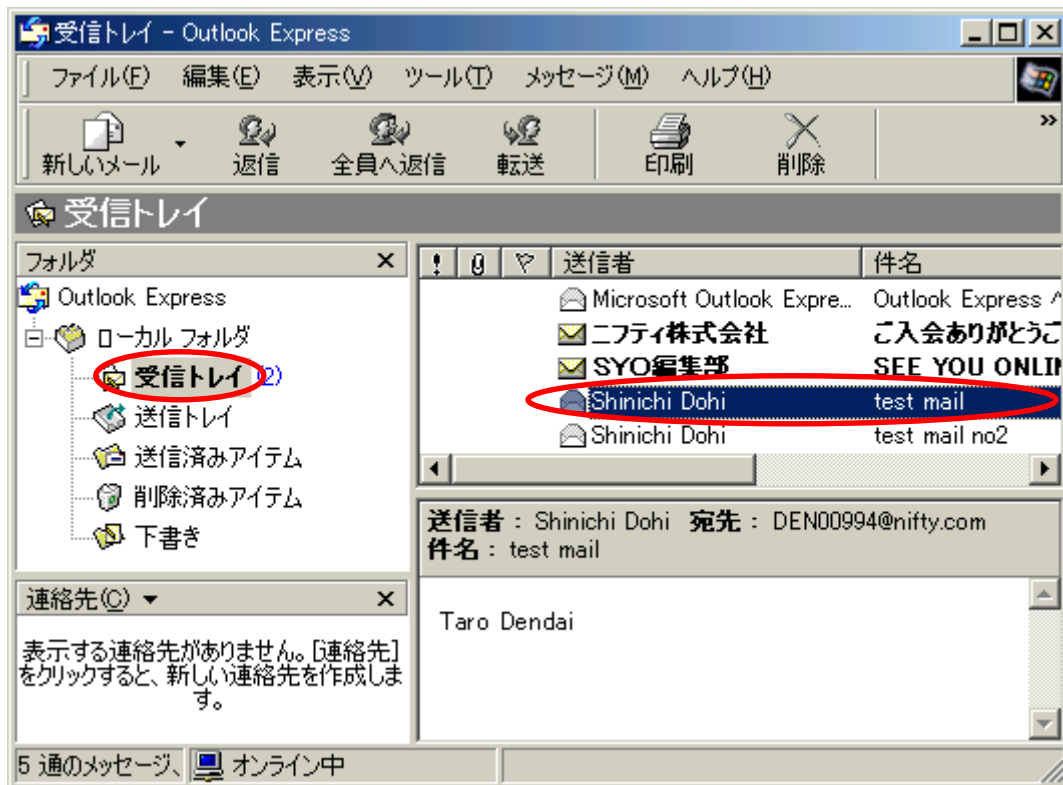 受信トレイ - Outlook Express
ファイル(F) 編集(E) 表示(V) ツール(T) メッセージ(M) ヘルプ(H)
新しいメール 返信 全員へ返信 転送 印刷 削除 »
受信トレイ
フォルダ
Outlook Express
ローカル フォルダ
受信トレイ (2)
送信トレイ
送信済みアイテム
削除済みアイテム
下書き
連絡先(C)
表示する連絡先がありません。[連絡先]
をクリックすると、新しい連絡先を作成しま
す。
! 送信者 件名
Microsoft Outlook Expre... Outlook Express
ニフティ株式会社 ご入会ありがとうご
SYO編集部 SEE YOU ONLIN
Shinichi Dohi test mail
Shinichi Dohi test mail no2
送信者 : Shinichi Dohi 宛先 : DEN00994@nifty.com
件名 : test mail
Taro Dendai
5 通のメッセージ、 オンライン中